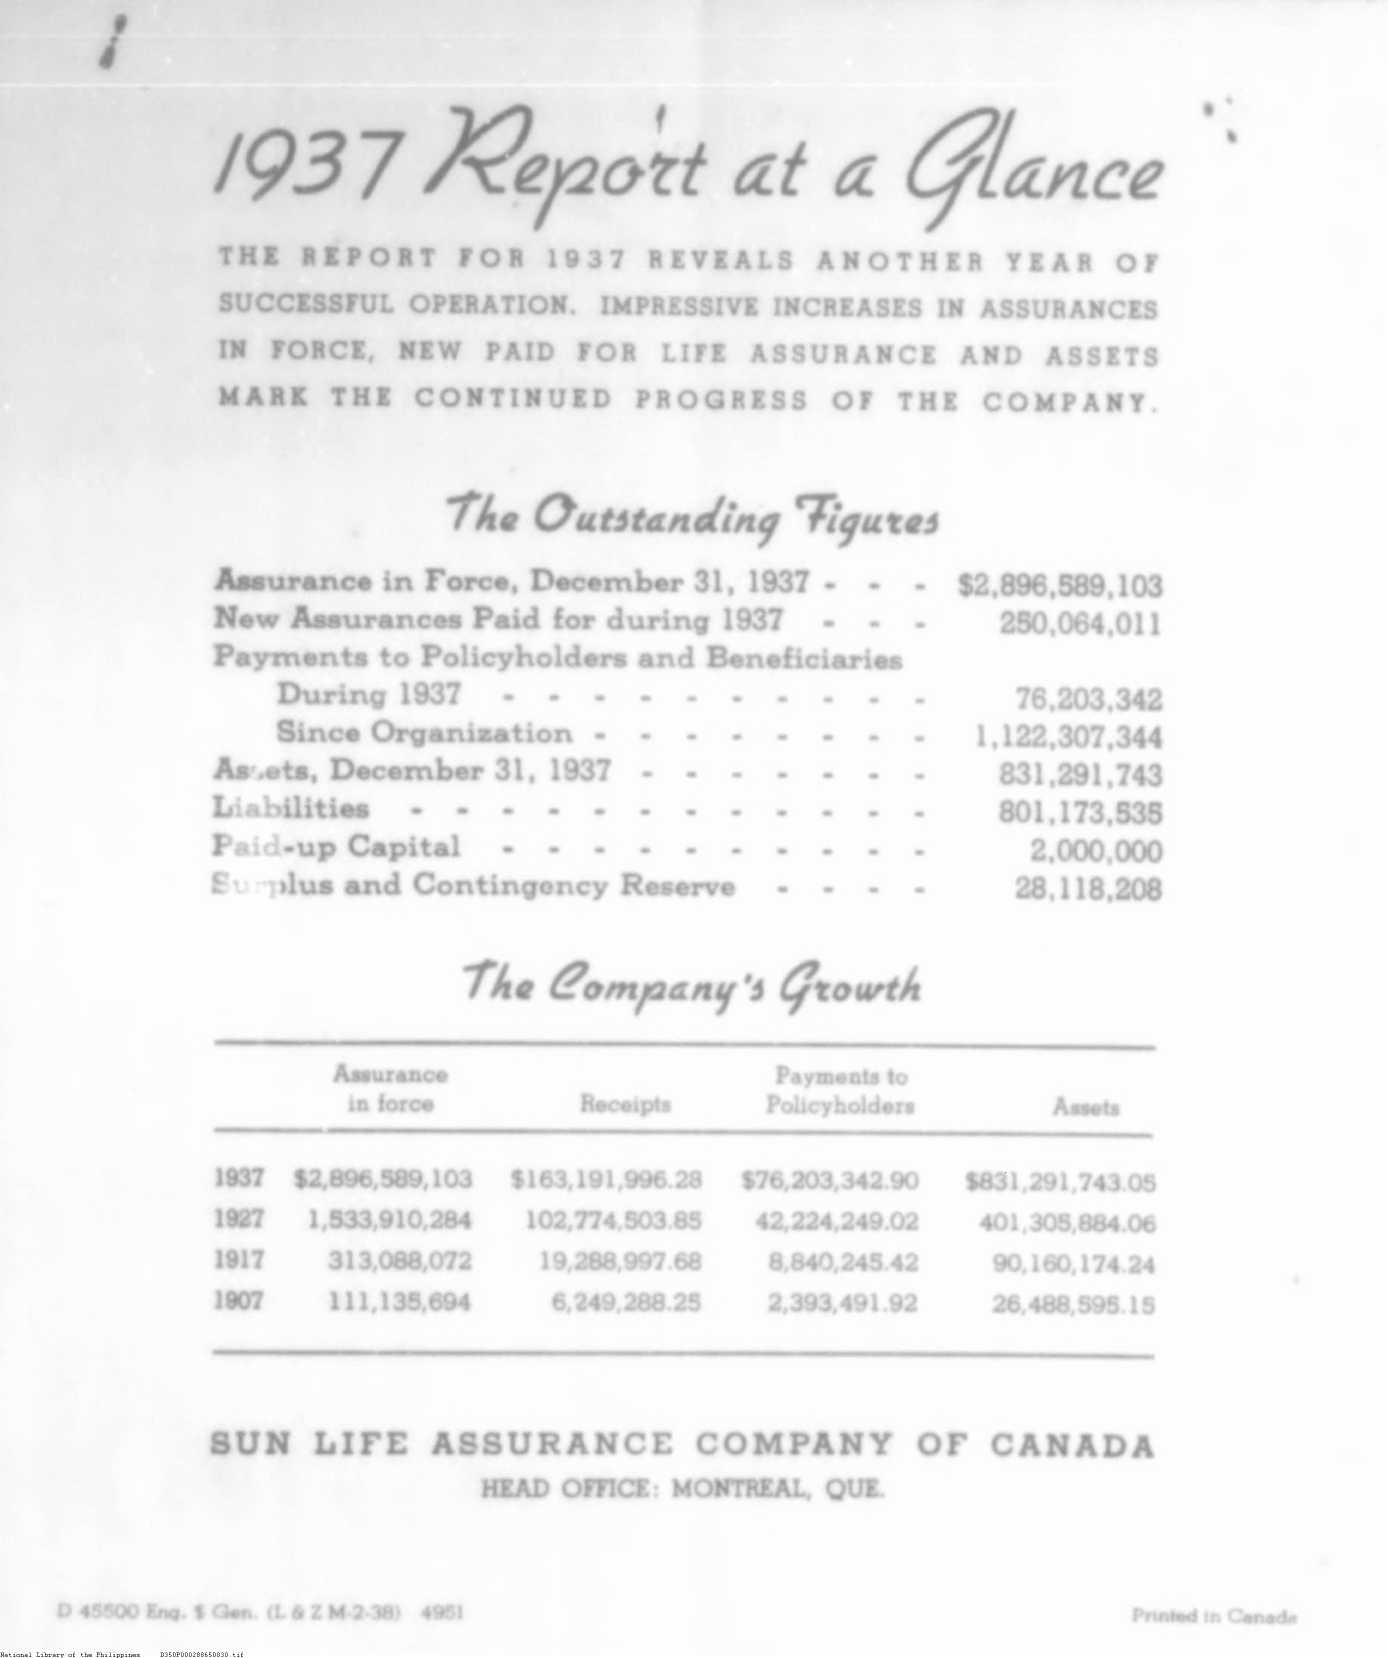 1937 Report at a Glance
THE REPORT FOR 1937 REVEALS ANOTHER YEAR OF
SUCCESSFUL OPERATION. IMPRESSIVE INCREASES IN ASSURANCES
IN FORCE, NEW PAID FOR LIFE ASSURANCE AND ASSETS
MARK THE CONTINUED PROGRESS OF THE COMPANY.
The Outstanding Figures
Assurance in Force, December 31, 1937 - - - $2,896,589,103
New Assurances Paid for during 1937 - - - 250,064,011
Payments to Policyholders and Beneficiaries
During 1937 - - - - - - - - - - 76,203,342
Since Organization - - - - - - - - 1,122,307,344
Assets, December 31, 1937 - - - - - - - 831,291,743
Liabilities - - - - - - - - - - - - 801,173,535
Paid-up Capital - - - - - - - - - - 2,000,000
Surplus and Contingency Reserve - - - - 28,118,208
The Company's Growth
Assurance in force Receipts Payments to Policyholders Assets
1937 $2,896,589,103 $163,191,996.28 $76,203,342.90 $831,291,743.05
1927 1,533,910,284 102,774,503.85 42,224,249.02 401,305,884.06
1917 313,088,072 19,288,997.68 8,840,245.42 90,160,174.24
1907 111,135,694 6,249,288.25 2,393,491.92 26,488,595.15
SUN LIFE ASSURANCE COMPANY OF CANADA
HEAD OFFICE: MONTREAL, QUE.
D 45500 Eng. $ Gen. (L & Z M-2-38) 4951 Printed in Canada
National Library of the Philippines D350P000288650830.tif